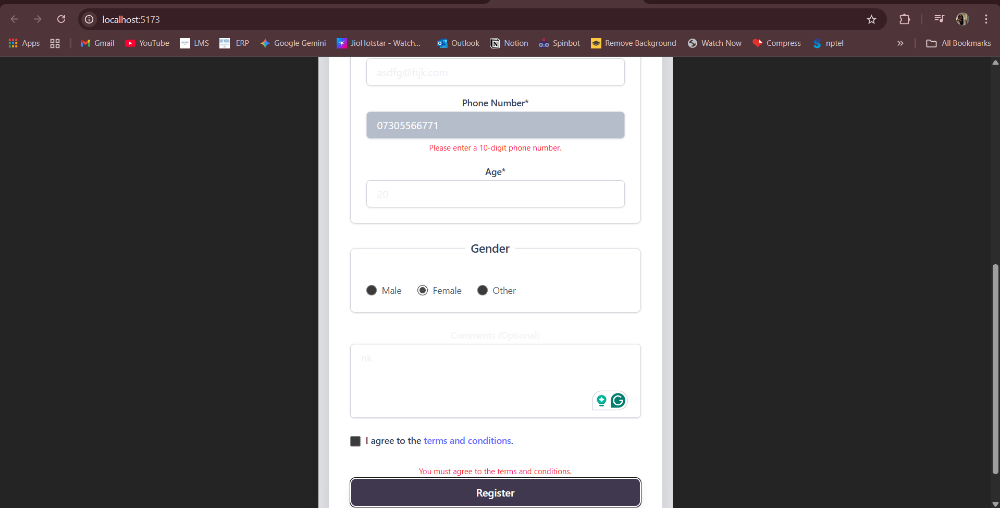 localhost:5173
Apps Gmail YouTube LMS ERP Google Gemini JioHotstar - Watch... Outlook Notion Spinbot Remove Background Watch Now Compress nptel » All Bookmarks
asdfg@hjk.com
Phone Number*
07305566771
Please enter a 10-digit phone number.
Age*
20
Gender
Male Female Other
Comments (Optional)
nk
I agree to the terms and conditions.
You must agree to the terms and conditions.
Register